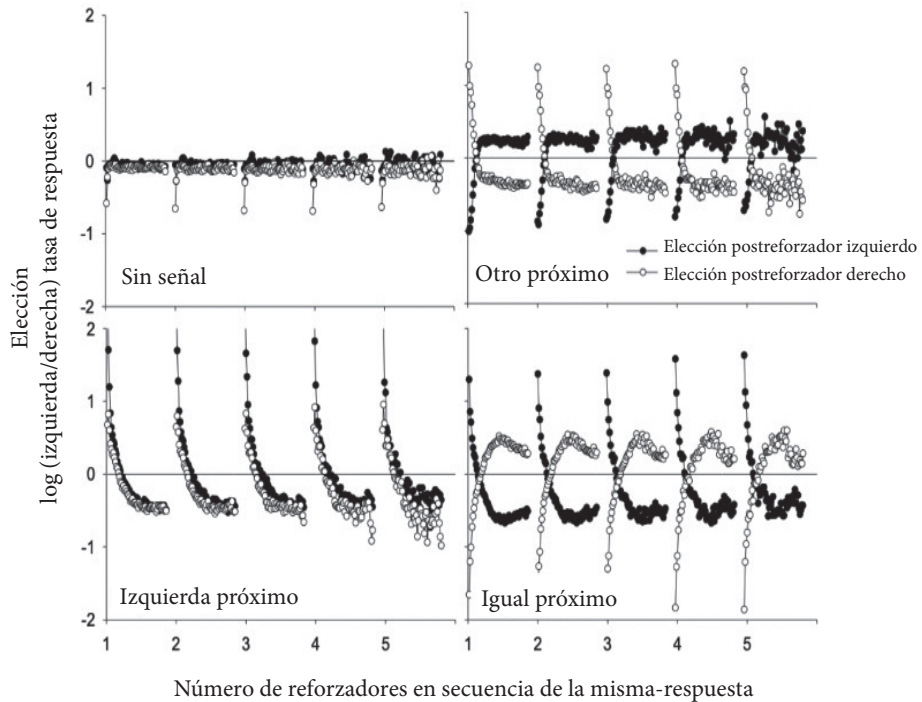 2
1
0
-1
-2
Sin señal
Otro próximo
Elección postreforzador izquierdo
Elección postreforzador derecho
Elección
log (izquierda/derecha) tasa de respuesta
2
1
0
-1
-2
Izquierda próximo
Igual próximo
1 2 3 4 5
1 2 3 4 5
Número de reforzadores en secuencia de la misma-respuesta